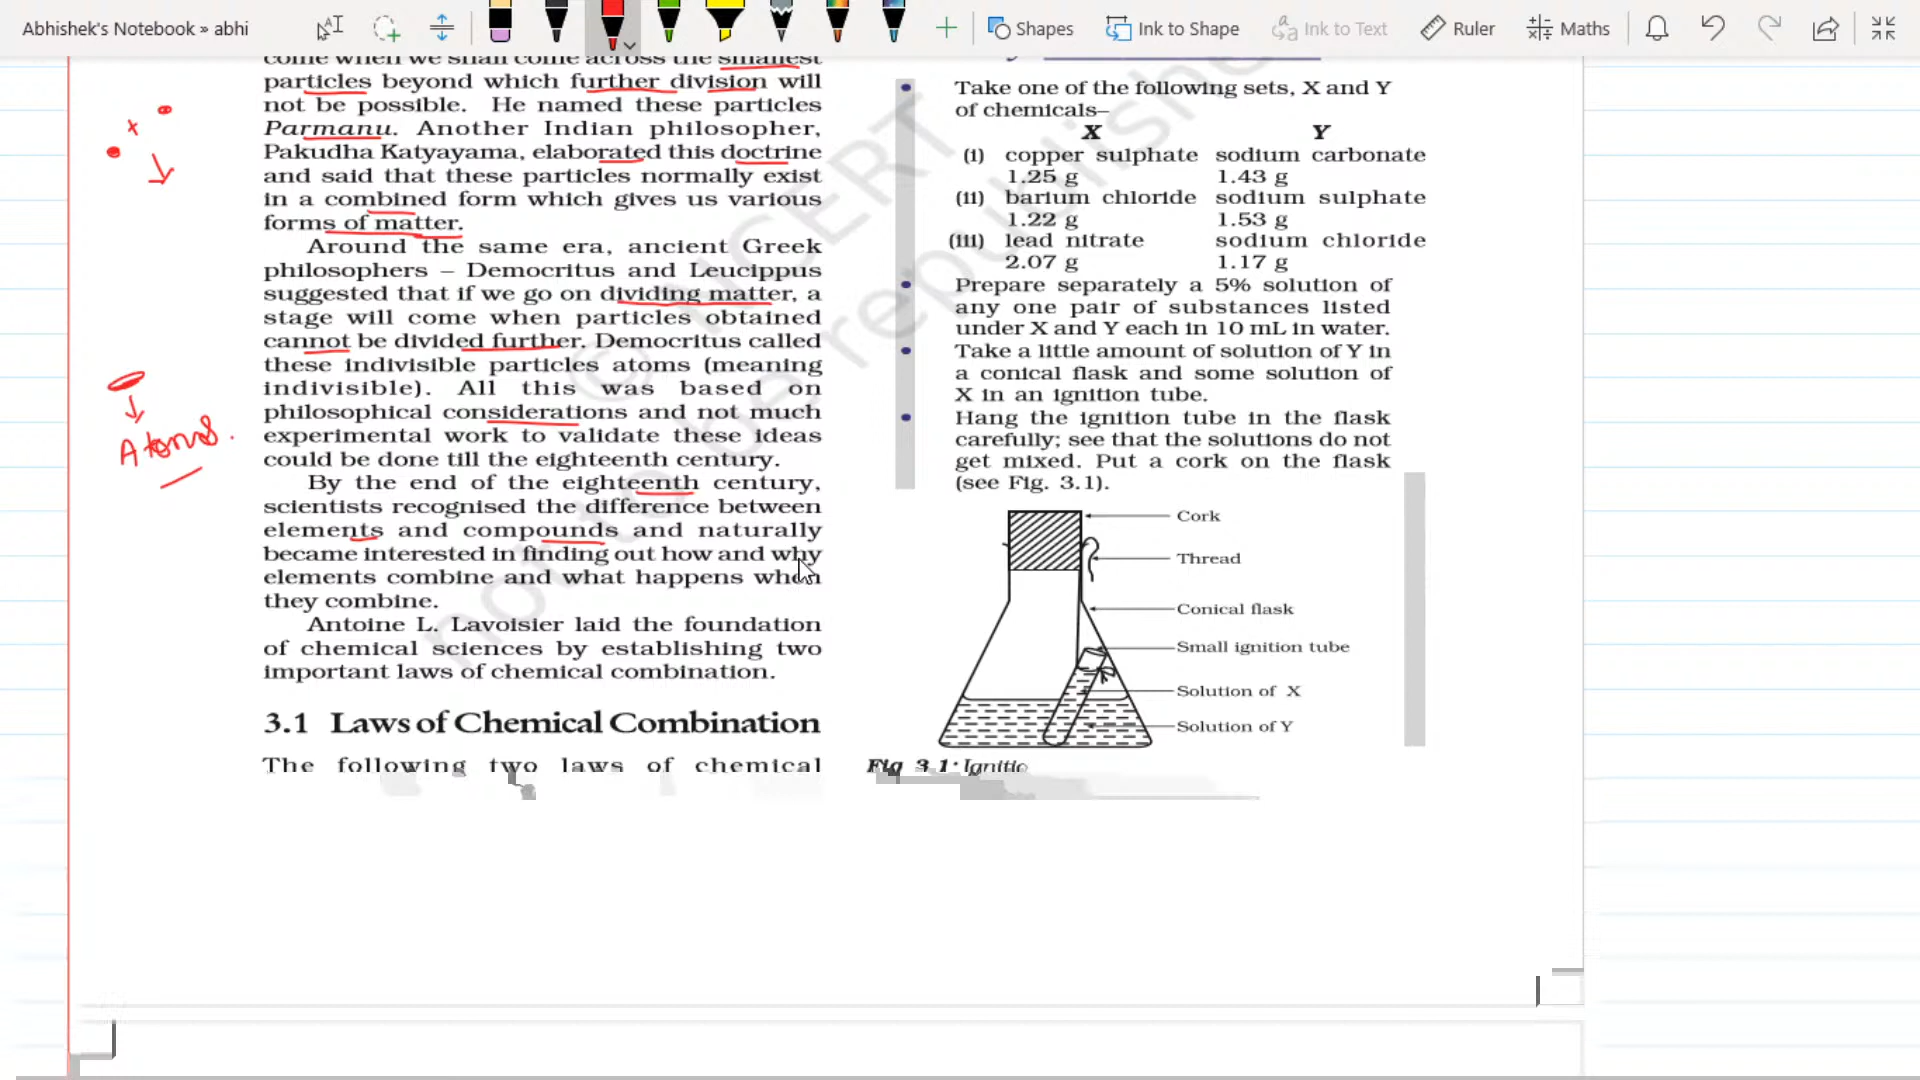 Abhishek's Notebook » abhi
Shapes
Ink to Shape
Ink to Text
Ruler
Maths
come when we shall come across the smallest
particles beyond which further division will
not be possible. He named these particles
Parmanu. Another Indian philosopher,
Pakudha Katyayama, elaborated this doctrine
and said that these particles normally exist
in a combined form which gives us various
forms of matter.
Around the same era, ancient Greek
philosophers – Democritus and Leucippus
suggested that if we go on dividing matter, a
stage will come when particles obtained
cannot be divided further. Democritus called
these indivisible particles atoms (meaning
indivisible). All this was based on
philosophical considerations and not much
experimental work to validate these ideas
could be done till the eighteenth century.
By the end of the eighteenth century,
scientists recognised the difference between
elements and compounds and naturally
became interested in finding out how and why
elements combine and what happens when
they combine.
Antoine L. Lavoisier laid the foundation
of chemical sciences by establishing two
important laws of chemical combination.
3.1 Laws of Chemical Combination
The following two laws of chemical
Atoms.
Take one of the following sets, X and Y
of chemicals–
X Y
(i) copper sulphate sodium carbonate
1.25 g 1.43 g
(ii) barium chloride sodium sulphate
1.22 g 1.53 g
(iii) lead nitrate sodium chloride
2.07 g 1.17 g
Prepare separately a 5% solution of
any one pair of substances listed
under X and Y each in 10 mL in water.
Take a little amount of solution of Y in
a conical flask and some solution of
X in an ignition tube.
Hang the ignition tube in the flask
carefully; see that the solutions do not
get mixed. Put a cork on the flask
(see Fig. 3.1).
Cork
Thread
Conical flask
Small ignition tube
Solution of X
Solution of Y
Fig 3.1: Ignitio
© NCERT
not to be republished